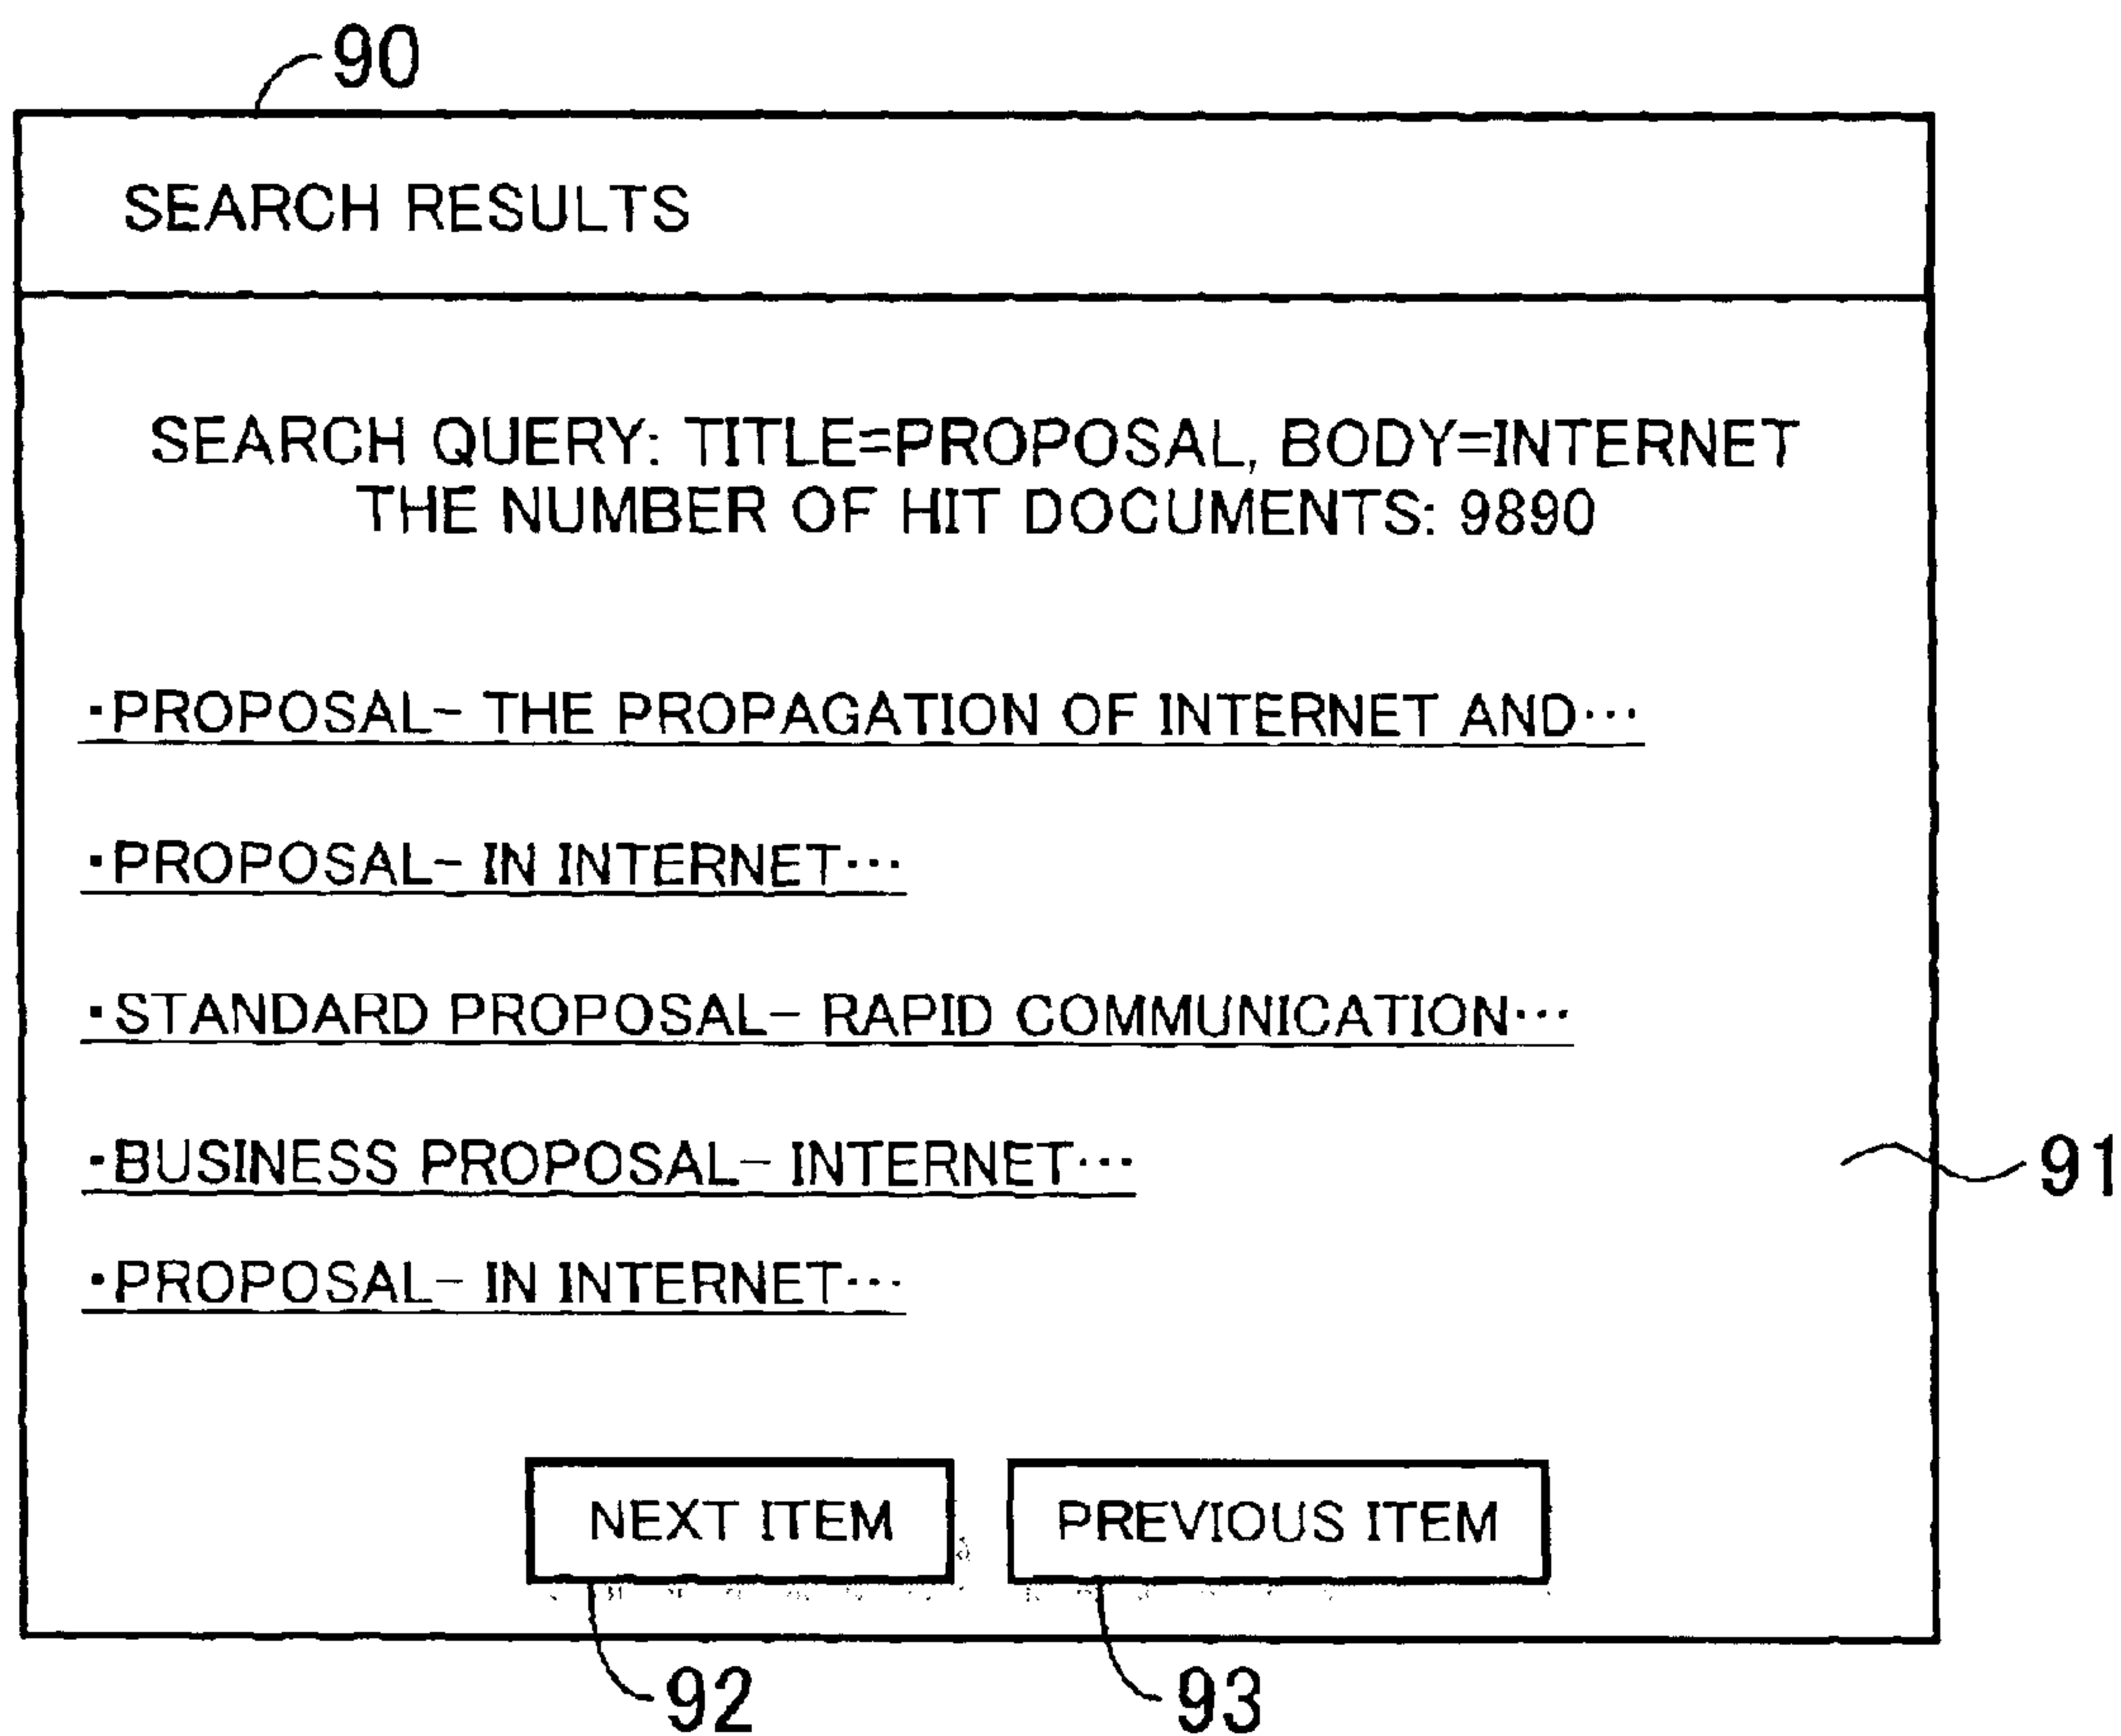 90
SEARCH RESULTS
SEARCH QUERY: TITLE=PROPOSAL, BODY=INTERNET
THE NUMBER OF HIT DOCUMENTS: 9890
・PROPOSAL- THE PROPAGATION OF INTERNET AND…
・PROPOSAL- IN INTERNET…
・STANDARD PROPOSAL- RAPID COMMUNICATION…
・BUSINESS PROPOSAL- INTERNET…
91
・PROPOSAL- IN INTERNET…
NEXT ITEM PREVIOUS ITEM
92 93